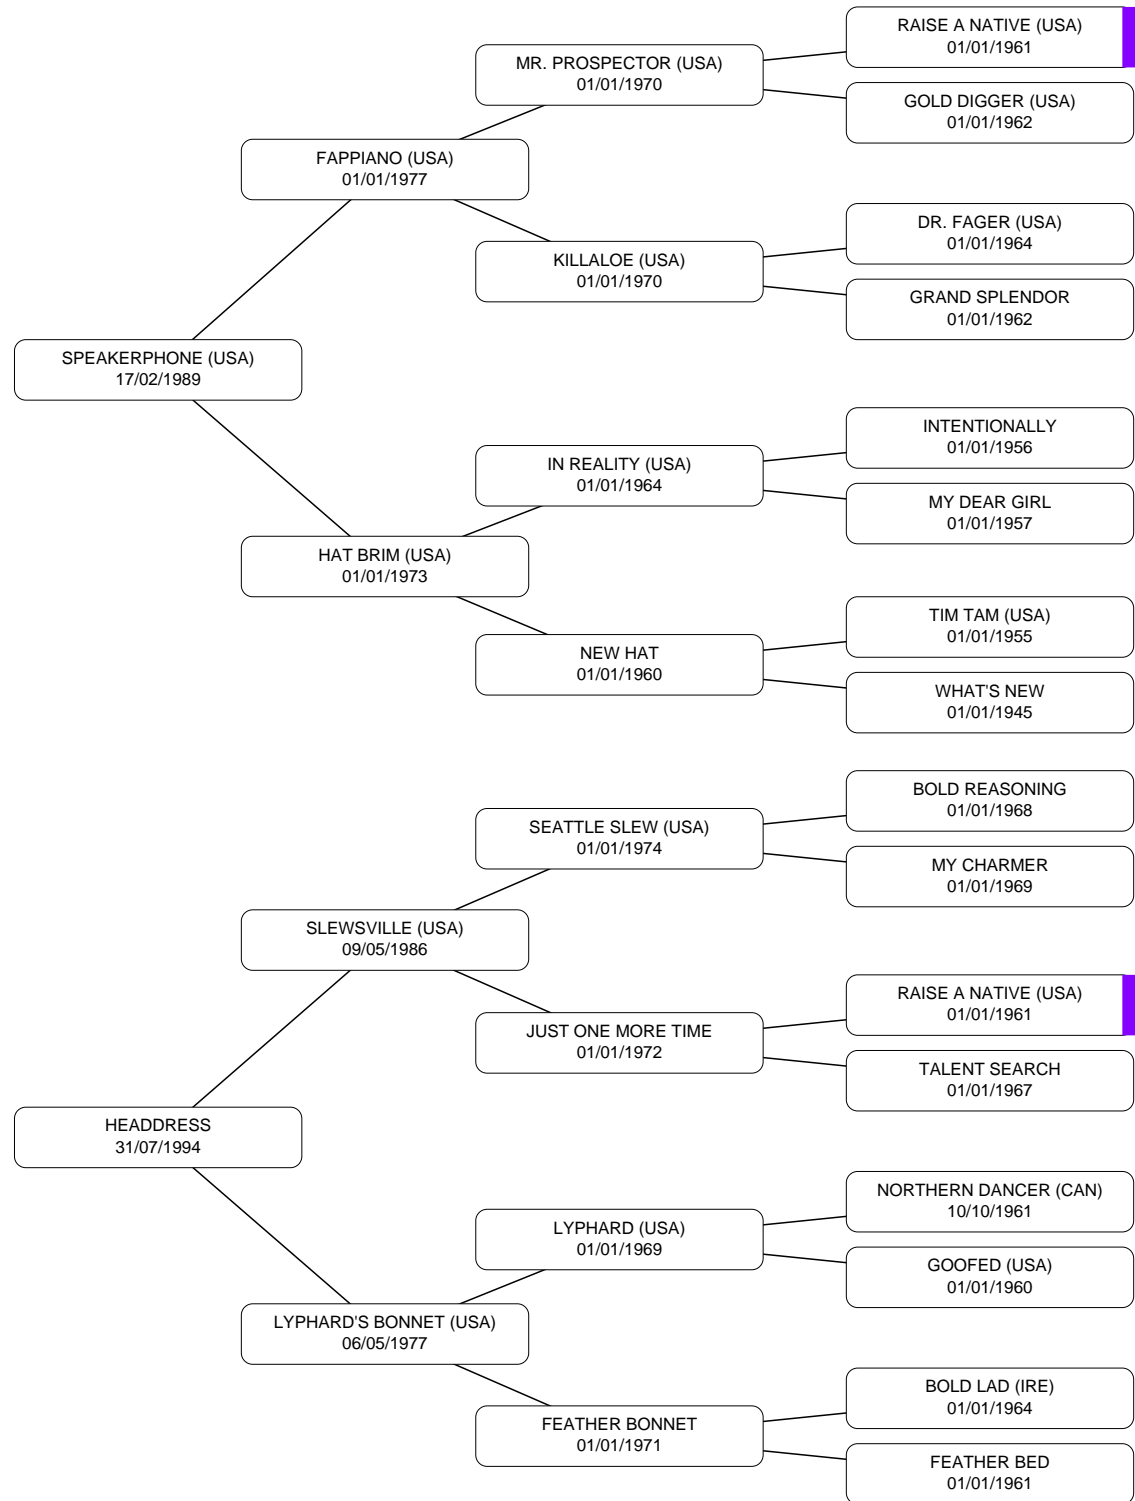 RAISE A NATIVE (USA)
01/01/1961
MR. PROSPECTOR (USA)
01/01/1970
GOLD DIGGER (USA)
01/01/1962
FAPPIANO (USA)
01/01/1977
DR. FAGER (USA)
01/01/1964
KILLALOE (USA)
01/01/1970
GRAND SPLENDOR
01/01/1962
SPEAKERPHONE (USA)
17/02/1989
INTENTIONALLY
01/01/1956
IN REALITY (USA)
01/01/1964
MY DEAR GIRL
01/01/1957
HAT BRIM (USA)
01/01/1973
TIM TAM (USA)
01/01/1955
NEW HAT
01/01/1960
WHAT'S NEW
01/01/1945
BOLD REASONING
01/01/1968
SEATTLE SLEW (USA)
01/01/1974
MY CHARMER
01/01/1969
SLEWSVILLE (USA)
09/05/1986
RAISE A NATIVE (USA)
01/01/1961
JUST ONE MORE TIME
01/01/1972
TALENT SEARCH
01/01/1967
HEADDRESS
31/07/1994
NORTHERN DANCER (CAN)
10/10/1961
LYPHARD (USA)
01/01/1969
GOOFED (USA)
01/01/1960
LYPHARD'S BONNET (USA)
06/05/1977
BOLD LAD (IRE)
01/01/1964
FEATHER BONNET
01/01/1971
FEATHER BED
01/01/1961